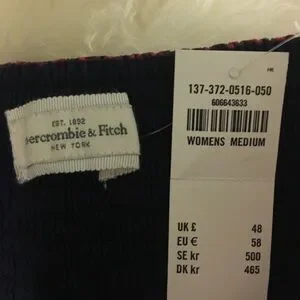 EST. 1892
bercrombie & Fitch
NEW YORK
137-372-0516-050
606643633
WOMENS MEDIUM
UK £ 48
EU € 58
SE kr 500
DK kr 465